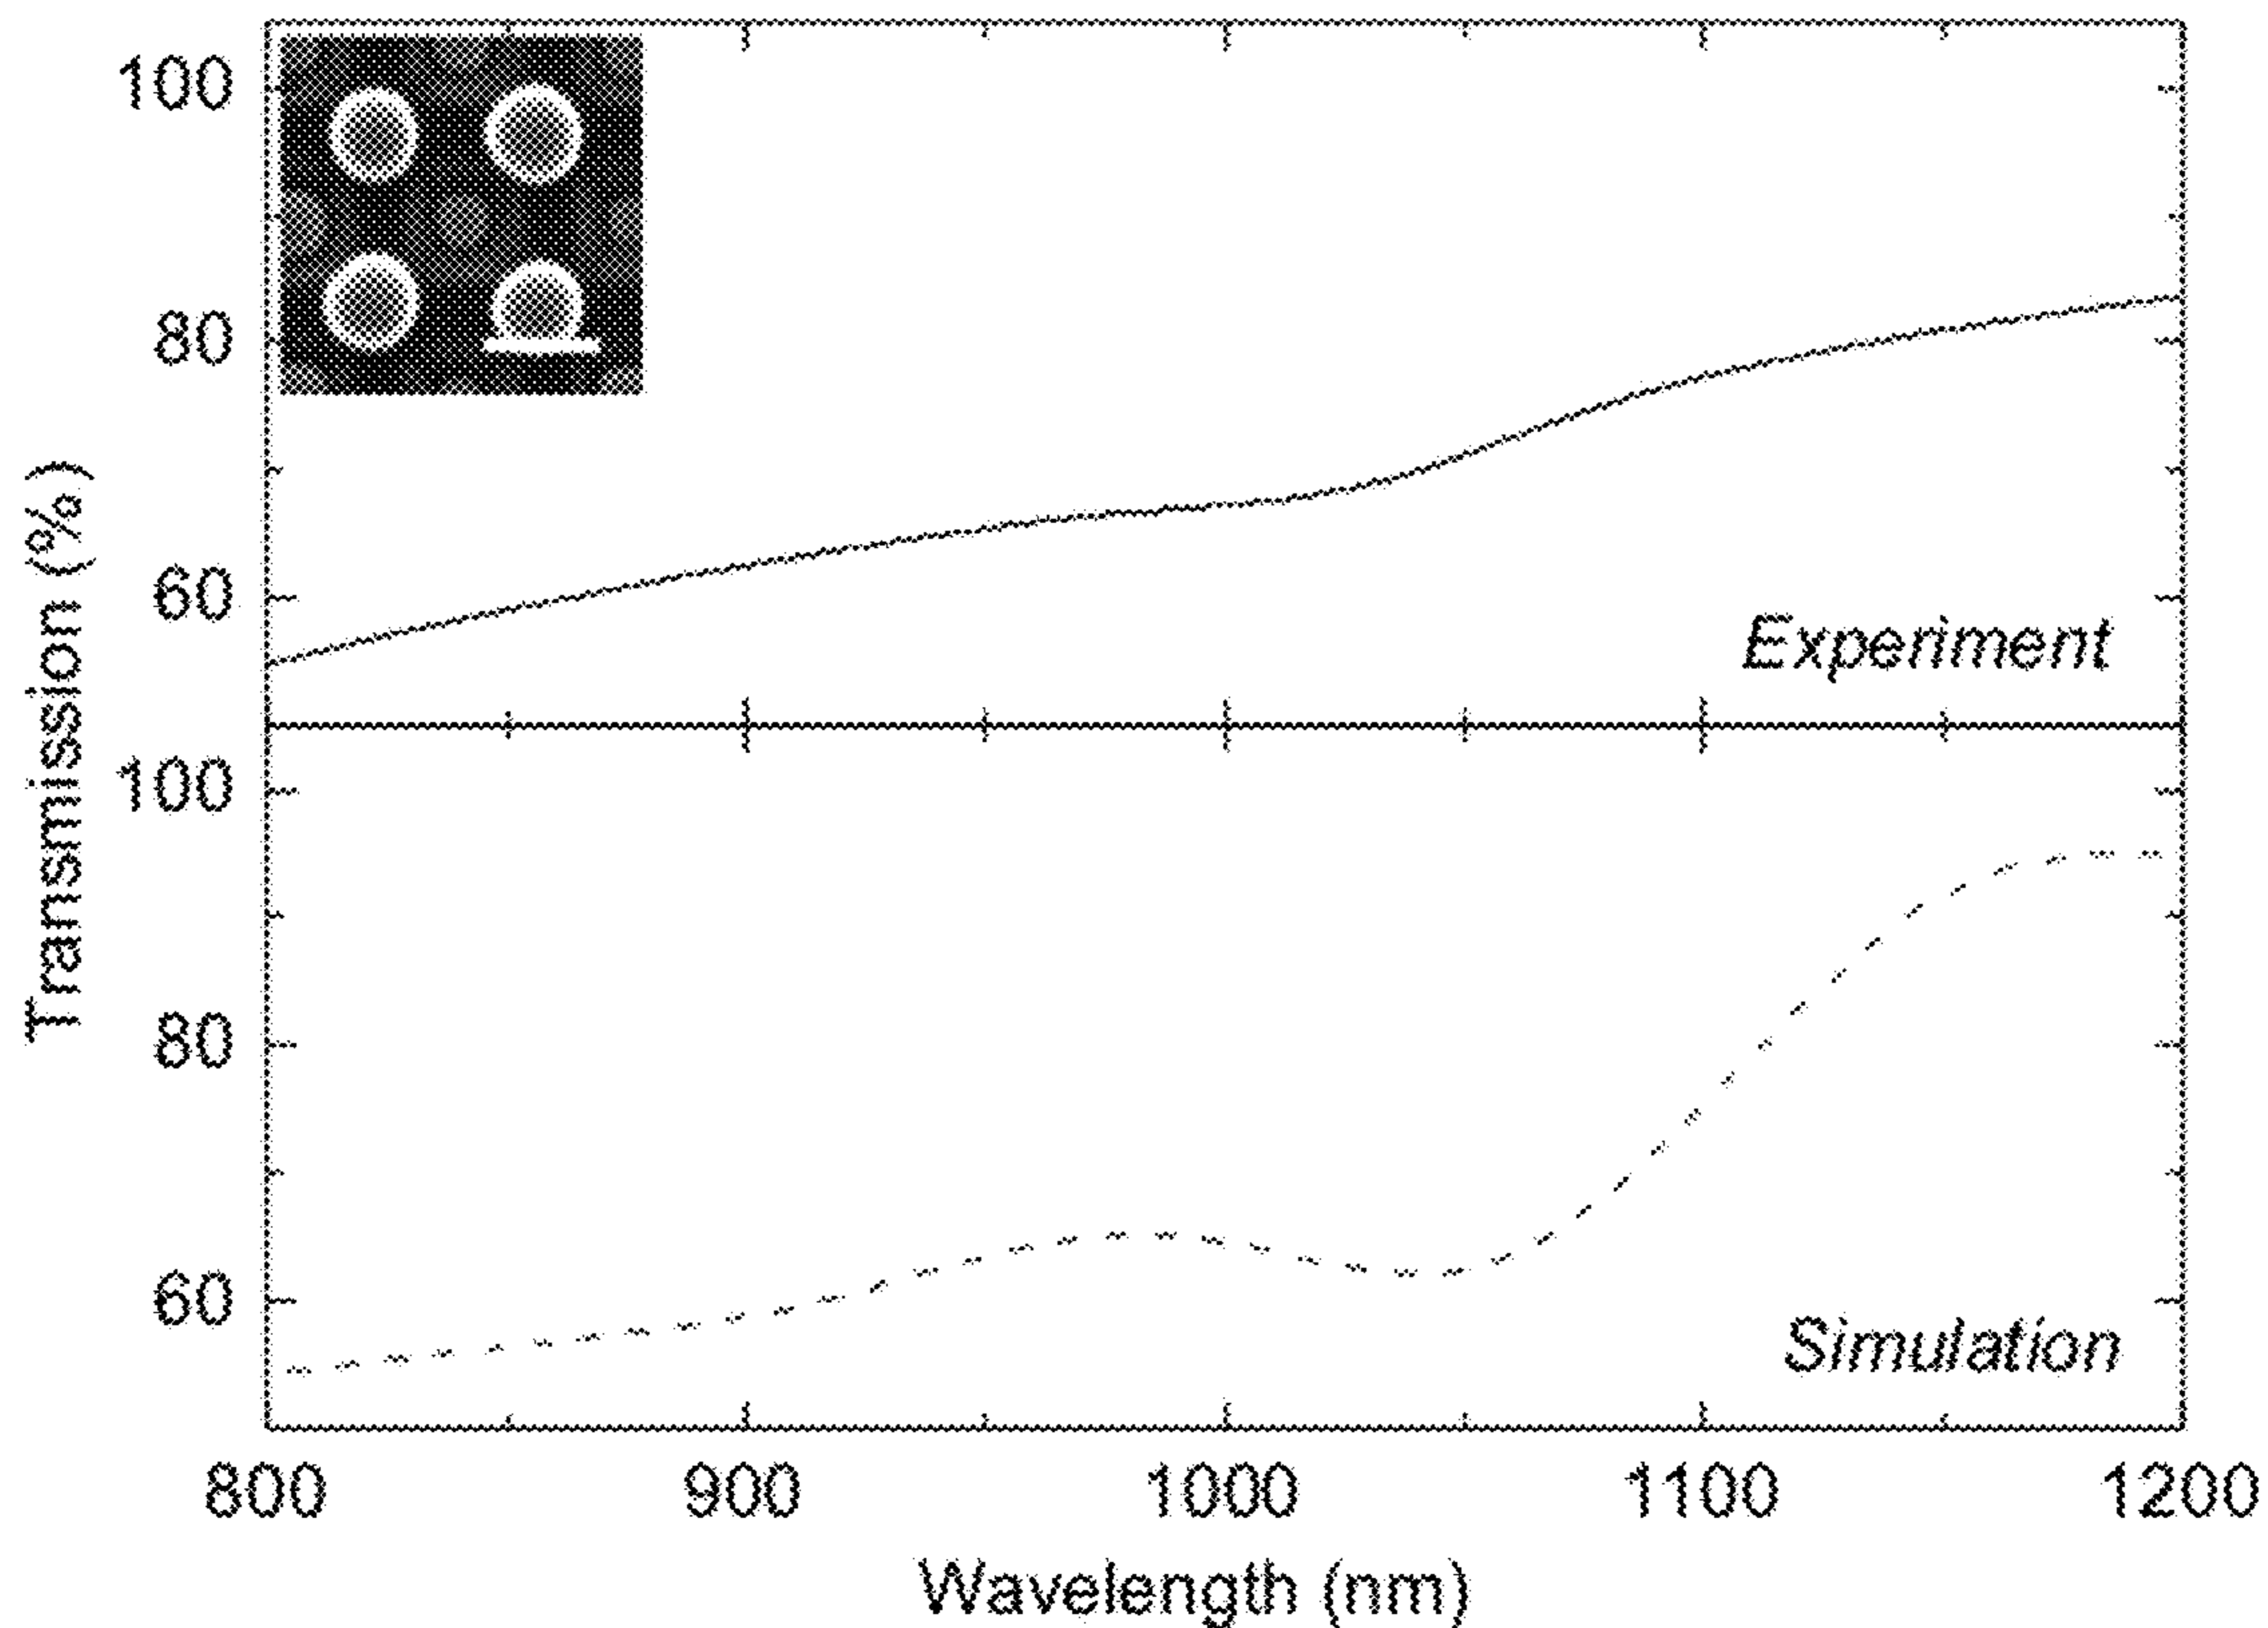 100
80
60
Experiment
Transmission (%)
100
80
60
Simulation
800 900 1000 1100 1200
Wavelength (nm)